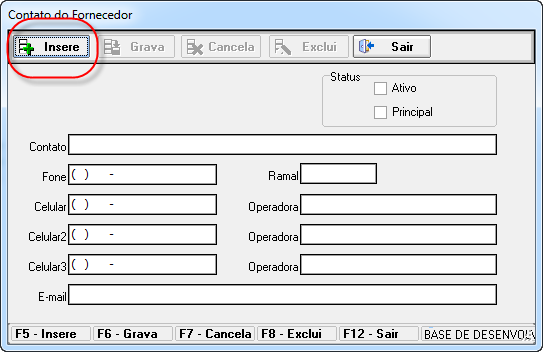 Contato do Fornecedor
Insere Grava Cancela Exclui Sair
Status
Ativo
Principal
Contato
Fone ( ) - Ramal
Celular ( ) - Operadora
Celular2 ( ) - Operadora
Celular3 ( ) - Operadora
E-mail
F5 - Insere F6 - Grava F7 - Cancela F8 - Exclui F12 - Sair BASE DE DESENVOLV